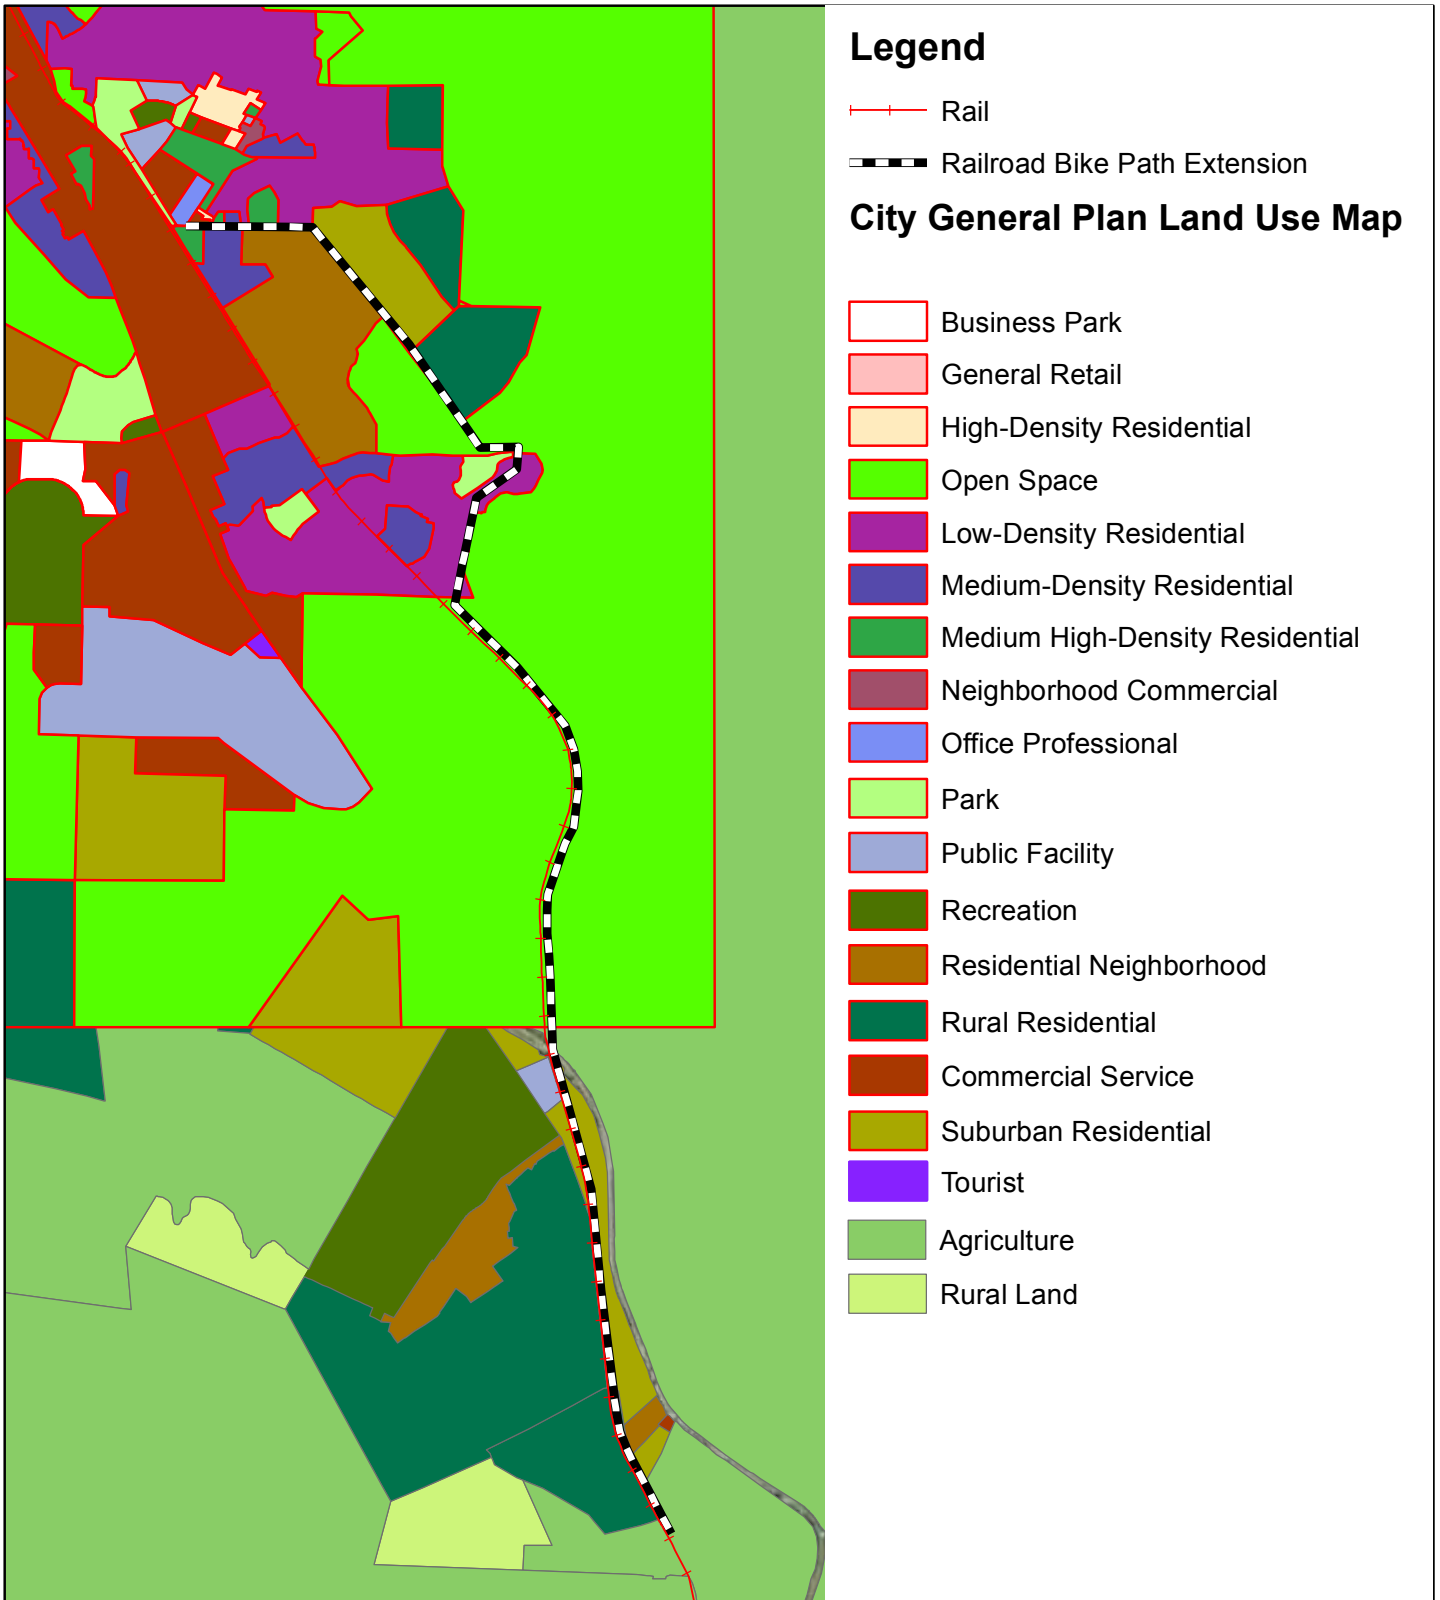 Legend
Rail
Railroad Bike Path Extension
City General Plan Land Use Map
Business Park
General Retail
High-Density Residential
Open Space
Low-Density Residential
Medium-Density Residential
Medium High-Density Residential
Neighborhood Commercial
Office Professional
Park
Public Facility
Recreation
Residential Neighborhood
Rural Residential
Commercial Service
Suburban Residential
Tourist
Agriculture
Rural Land